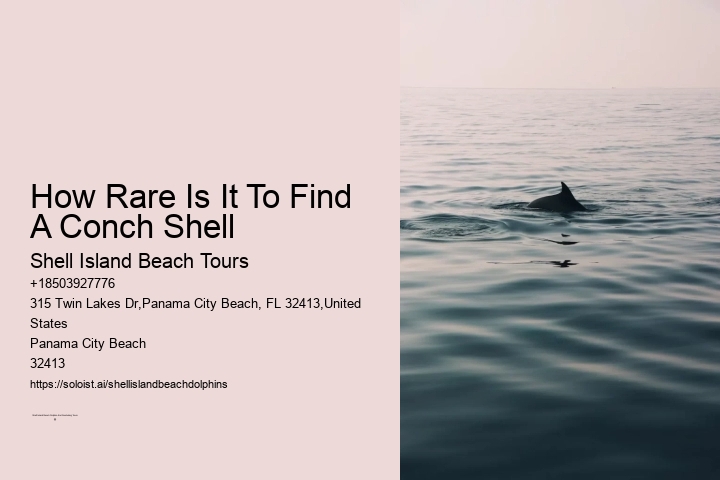 How Rare Is It To Find
A Conch Shell
Shell Island Beach Tours
+18503927776
315 Twin Lakes Dr,Panama City Beach, FL 32413,United
States
Panama City Beach
32413
https://soloist.ai/shellislandbeachdolphins